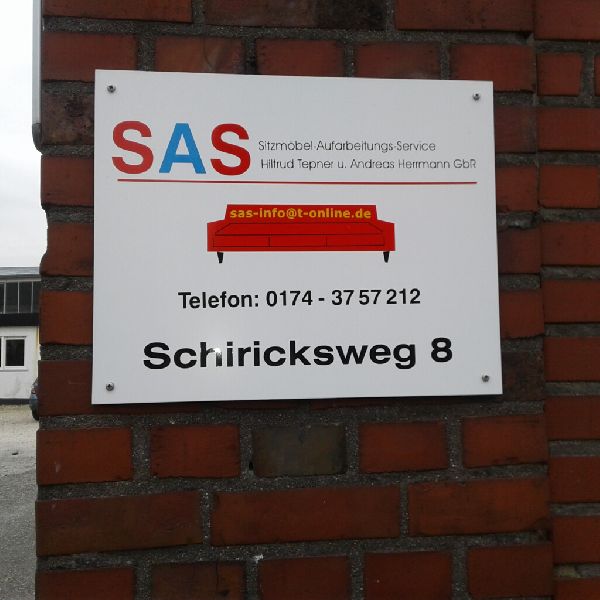 SAS
Sitzmöbel-Aufarbeitungs-Service
Hiltrud Tepner u. Andreas Herrmann GbR
sas-info@t-online.de
Telefon: 0174 - 37 57 212
Schiricksweg 8